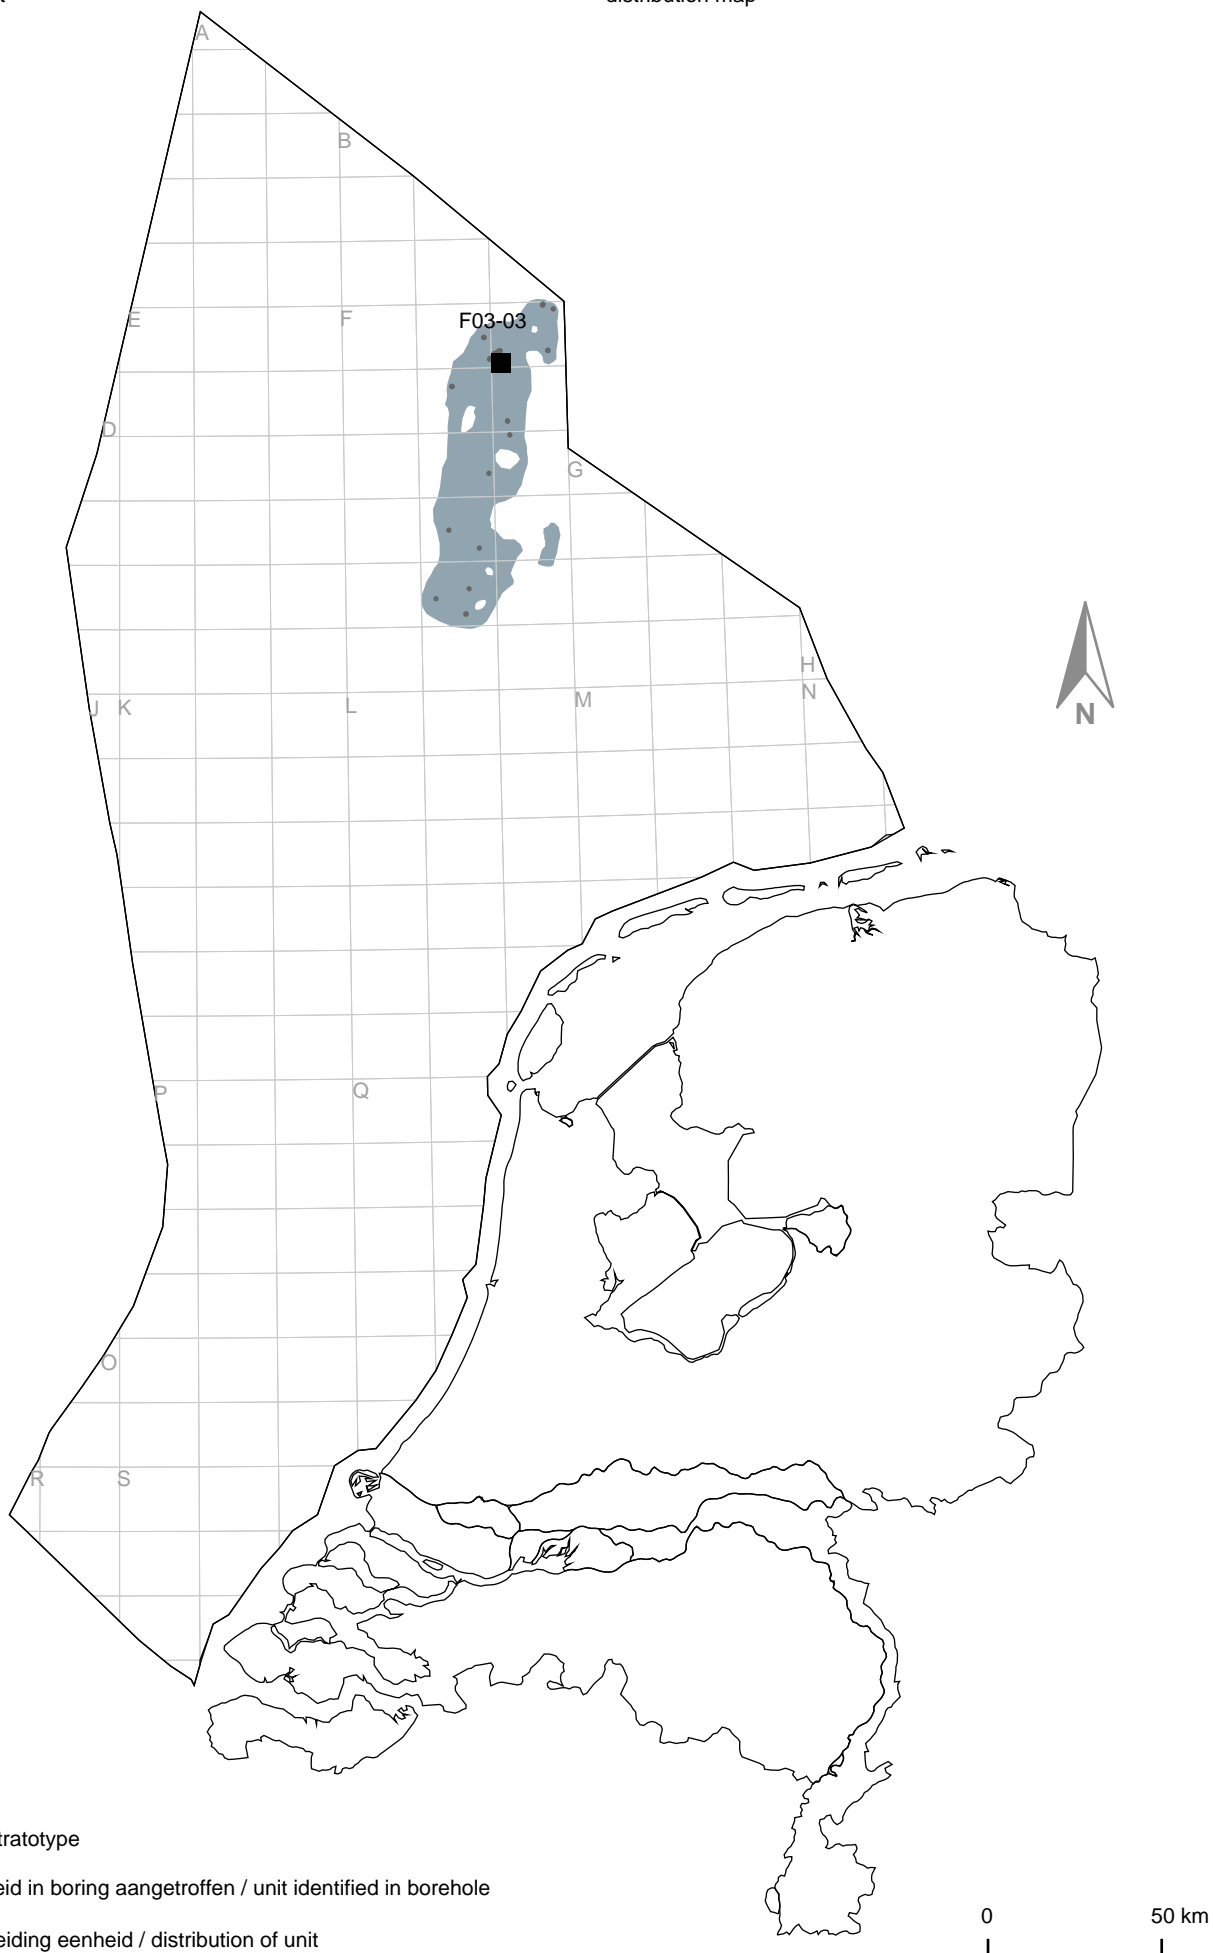 distribution map
A
B
E
F
F03-03
D
G
H
N
J K
L
M
N
P
Q
O
R
S
tratotype
eid in boring aangetroffen / unit identified in borehole
eiding eenheid / distribution of unit
0
50 km